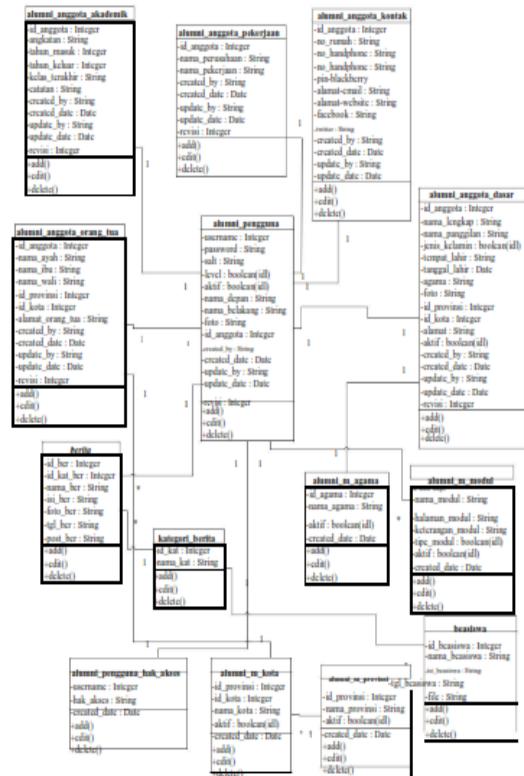 alumni_anggota_akademik
-id_anggota : Integer
-angkatan : String
-tahun_masuk : Integer
-tahun_keluar : Integer
-kelas_terakhir : String
-catatan : String
-created_by : String
-created_date : Date
-update_by : String
-update_date : Date
-revisi : Integer
+add()
+edit()
+delete()
alumni_anggota_pekerjaan
-id_anggota : Integer
-nama_perusahaan : String
-nama_pekerjaan : String
-created_by : String
-created_date : Date
-update_by : String
-update_date : Date
-revisi : Integer
+add()
+edit()
+delete()
alumni_anggota_kontak
-id_anggota : Integer
-no_rumah : String
-no_handphone : String
-no_handphone : String
-pin-blackberry
-alamat-email : String
-alamat-website : String
-facebook : String
-twitter : String
-created_by : String
-created_date : Date
-update_by : String
-update_date : Date
+add()
+edit()
+delete()
alumni_anggota_dasar
-id_anggota : Integer
-nama_lengkap : String
-nama_panggilan : String
-jenis_kelamin : boolean(idl)
-tempat_lahir : String
-tanggal_lahir : Date
-agama : String
-foto : String
-id_provinsi : Integer
-id_kota : Integer
-alamat : String
-aktif : boolean(idl)
-created_by : String
-created_date : Date
-update_by : String
-update_date : Date
-revisi : Integer
+add()
+edit()
+delete()
alumni_anggota_orang_tua
-id_anggota : Integer
-nama_ayah : String
-nama_ibu : String
-nama_wali : String
-id_provinsi : Integer
-id_kota : Integer
-alamat_orang_tua : String
-created_by : String
-created_date : Date
-update_by : String
-update_date : Date
-revisi : Integer
+add()
+edit()
+delete()
alumni_pengguna
-username : Integer
-password : String
-salt : String
-level : boolean(idl)
-aktif : boolean(idl)
-nama_depan : String
-nama_belakang : String
-foto : String
-id_anggota : Integer
-created_by : String
-created_date : Date
-update_by : String
-update_date : Date
-revisi : Integer
+add()
+edit()
+delete()
berita
-id_ber : Integer
-id_kat_ber : Integer
-nama_ber : String
-isi_ber : String
-foto_ber : String
-tgl_ber : String
-post_ber : String
+add()
+edit()
+delete()
kategori_berita
-id_kat : Integer
-nama_kat : String
+add()
+edit()
+delete()
alumni_m_agama
-id_agama : Integer
-nama_agama : String
-aktif : boolean(idl)
-created_date : Date
+add()
+edit()
+delete()
alumni_m_modul
-nama_modul : String
-halaman_modul : String
-keterangan_modul : String
-tipe_modul : boolean(idl)
-aktif : boolean(idl)
-created_date : Date
+add()
+edit()
+delete()
beasiswa
-id_beasiswa : Integer
-nama_beasiswa : String
-tgl_beasiswa : String
-file : String
+add()
+edit()
+delete()
alumni_pengguna_hak_akses
-username : Integer
-hak_akses : String
-created_date : Date
+add()
+edit()
+delete()
alumni_m_kota
-id_provinsi : Integer
-id_kota : Integer
-nama_kota : String
-aktif : boolean(idl)
-created_date : Date
+add()
+edit()
+delete()
alumni_m_provinsi
-id_provinsi : Integer
-nama_provinsi : String
-aktif : boolean(idl)
-created_date : Date
+add()
+edit()
+delete()